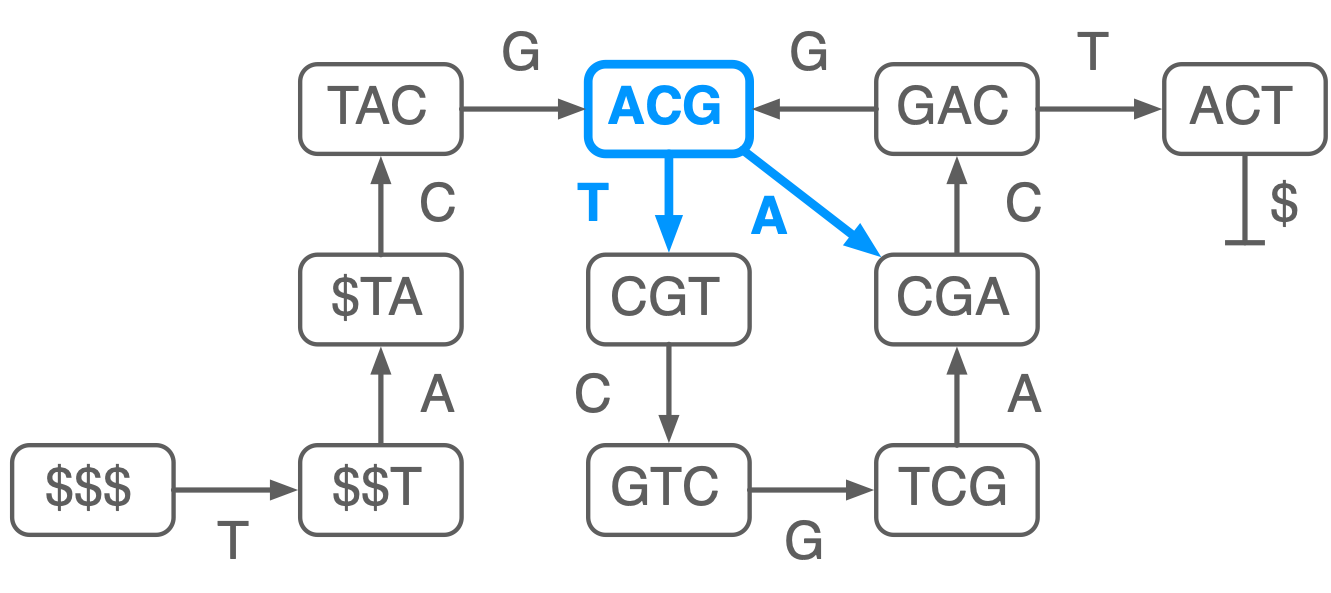 G G T
TAC ACG GAC ACT
C T A C $
$TA CGT CGA
A C A
$$$ $$T GTC TCG
T G